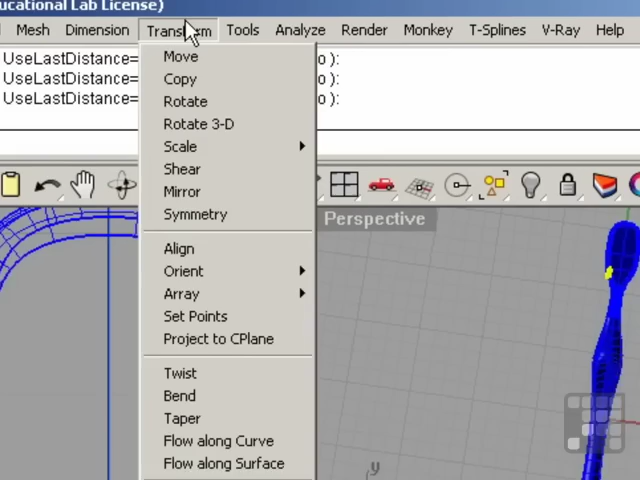 ucational Lab License)
Mesh Dimension Transform Tools Analyze Render Monkey T-Splines V-Ray Help
UseLastDistance= o ):
UseLastDistance= o ):
UseLastDistance= o ):
Move
Copy
Rotate
Rotate 3-D
Scale
Shear
Mirror
Symmetry
Perspective
Align
Orient
Array
Set Points
Project to CPlane
Twist
Bend
Taper
Flow along Curve
Flow along Surface
y